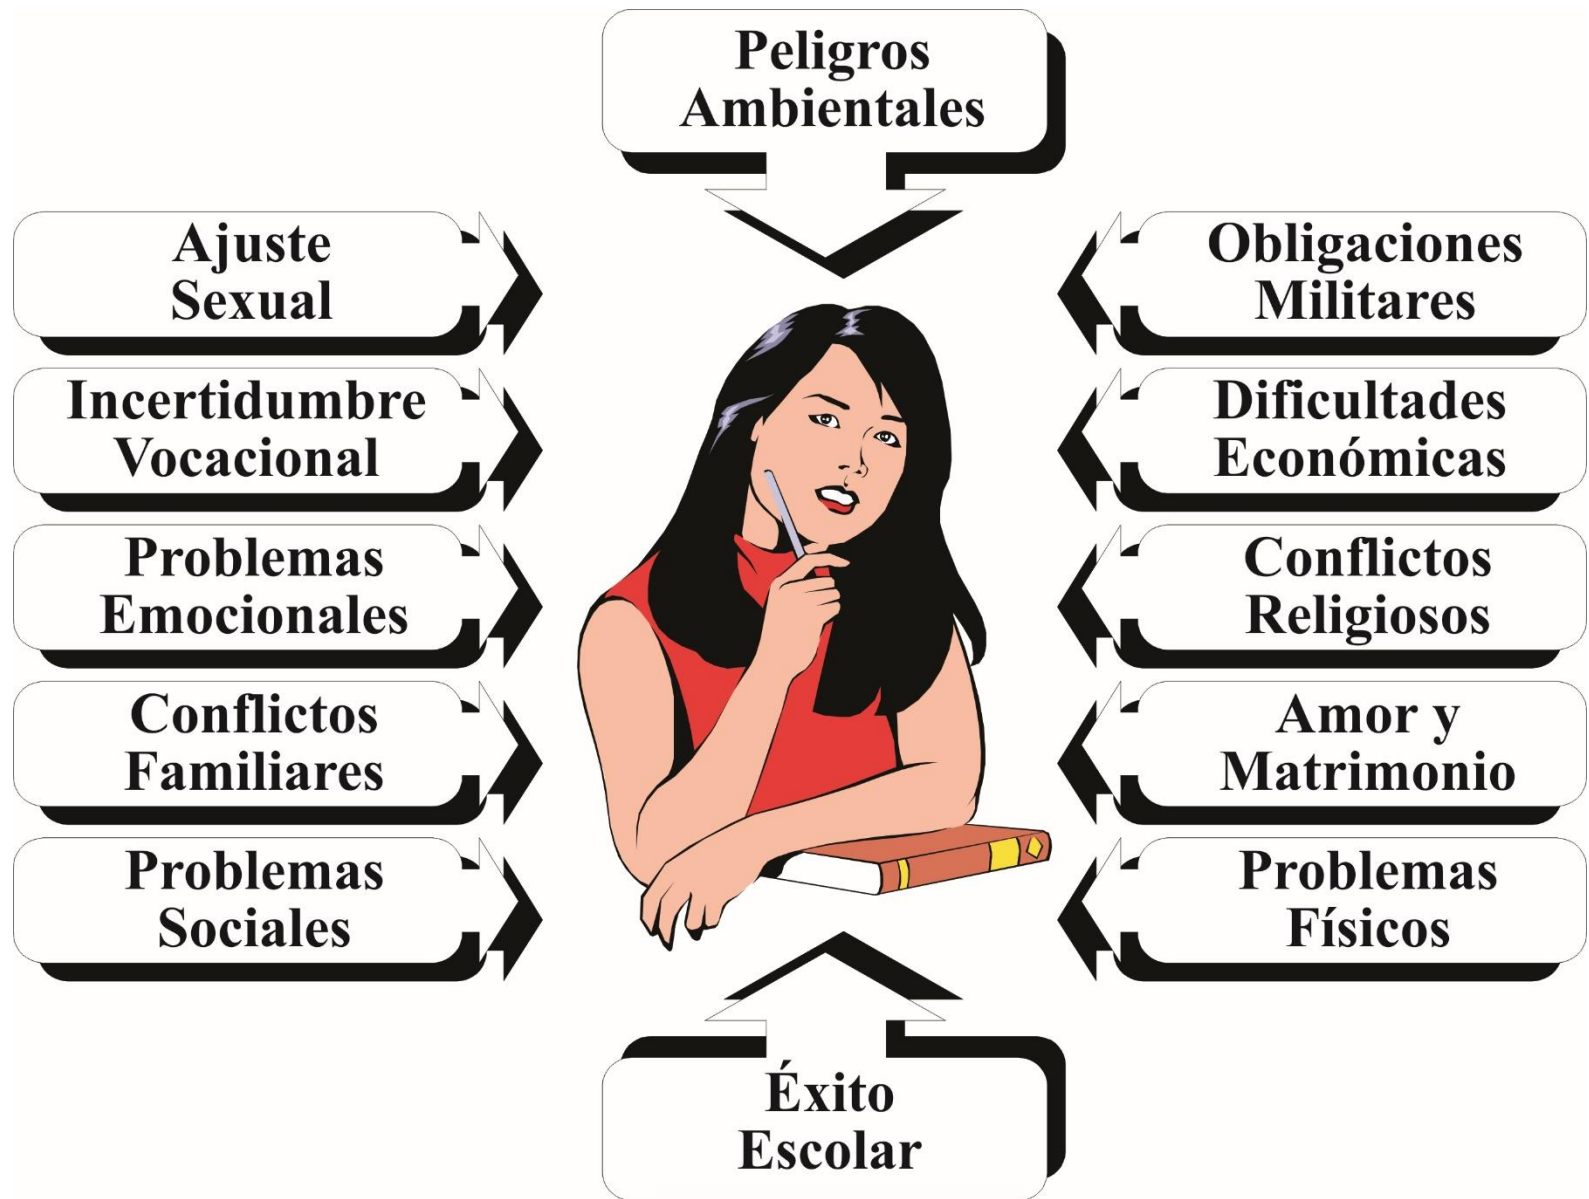 Peligros
Ambientales
Ajuste
Sexual
Incertidumbre
Vocacional
Problemas
Emocionales
Conflictos
Familiares
Problemas
Sociales
Obligaciones
Militares
Dificultades
Económicas
Conflictos
Religiosos
Amor y
Matrimonio
Problemas
Físicos
Éxito
Escolar